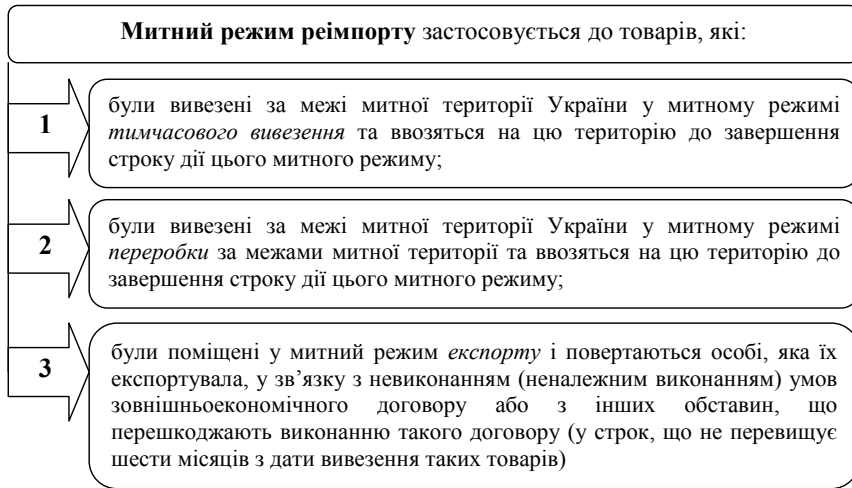 Митний режим реімпорту застосовується до товарів, які:
1
були вивезені за межі митної території України у митному режимі
тимчасового вивезення та ввозяться на цю територію до завершення
строку дії цього митного режиму;
2
були вивезені за межі митної території України у митному режимі
переробки за межами митної території та ввозяться на цю територію до
завершення строку дії цього митного режиму;
3
були поміщені у митний режим експорту і повертаються особі, яка їх
експортувала, у зв’язку з невиконанням (неналежним виконанням) умов
зовнішньоекономічного договору або з інших обставин, що
перешкоджають виконанню такого договору (у строк, що не перевищує
шести місяців з дати вивезення таких товарів)